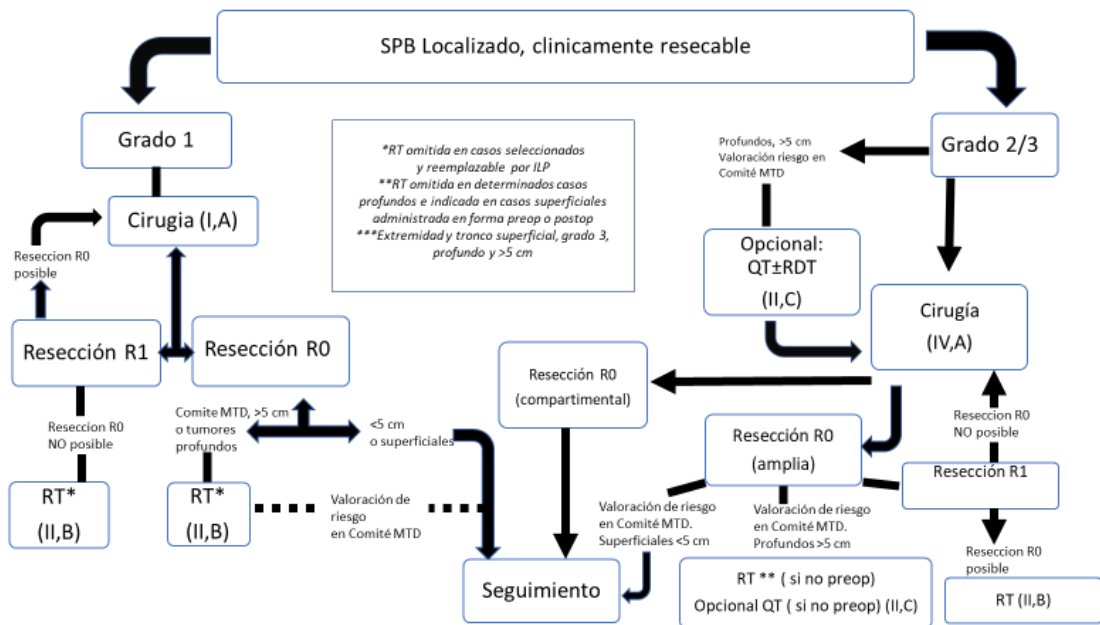 SPB Localizado, clinicamente resecable
Grado 1
*RT omitida en casos seleccionados
y reemplazable por ILP
**RT omitida en determinados casos
profundos e indicada en casos superficiales
administrada en forma preop o postop
***Extremidad y tronco superficial, grado 3,
profundo y >5 cm
Profundos, >5 cm
Valoración riesgo en
Comité MTD
Grado 2/3
Cirugia (I,A)
Reseccion R0
posible
Opcional:
QT±RDT
(II,C)
Cirugía
(IV,A)
Resección R1
Resección R0
Resección R0
(compartimental)
Reseccion R0
NO posible
Comite MTD, >5 cm
o tumores
profundos
<5 cm
o superficiales
Resección R0
(amplia)
Reseccion R0
NO posible
Resección R1
RT*
(II,B)
RT*
(II,B)
Valoración de
riesgo
en Comité MTD
Valoración de riesgo
en Comité MTD.
Superficiales <5 cm
Valoración de riesgo
en Comité MTD.
Profundos >5 cm
Reseccion R0
posible
Seguimiento
RT ** ( si no preop)
Opcional QT ( si no preop) (II,C)
RT (II,B)